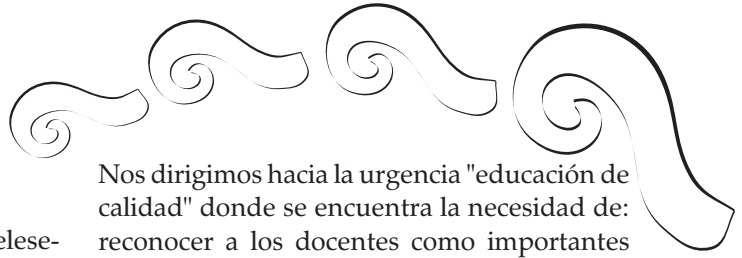 Nos dirigimos hacia la urgencia "educación de
calidad" donde se encuentra la necesidad de:
elese-
reconocer a los docentes como importantes